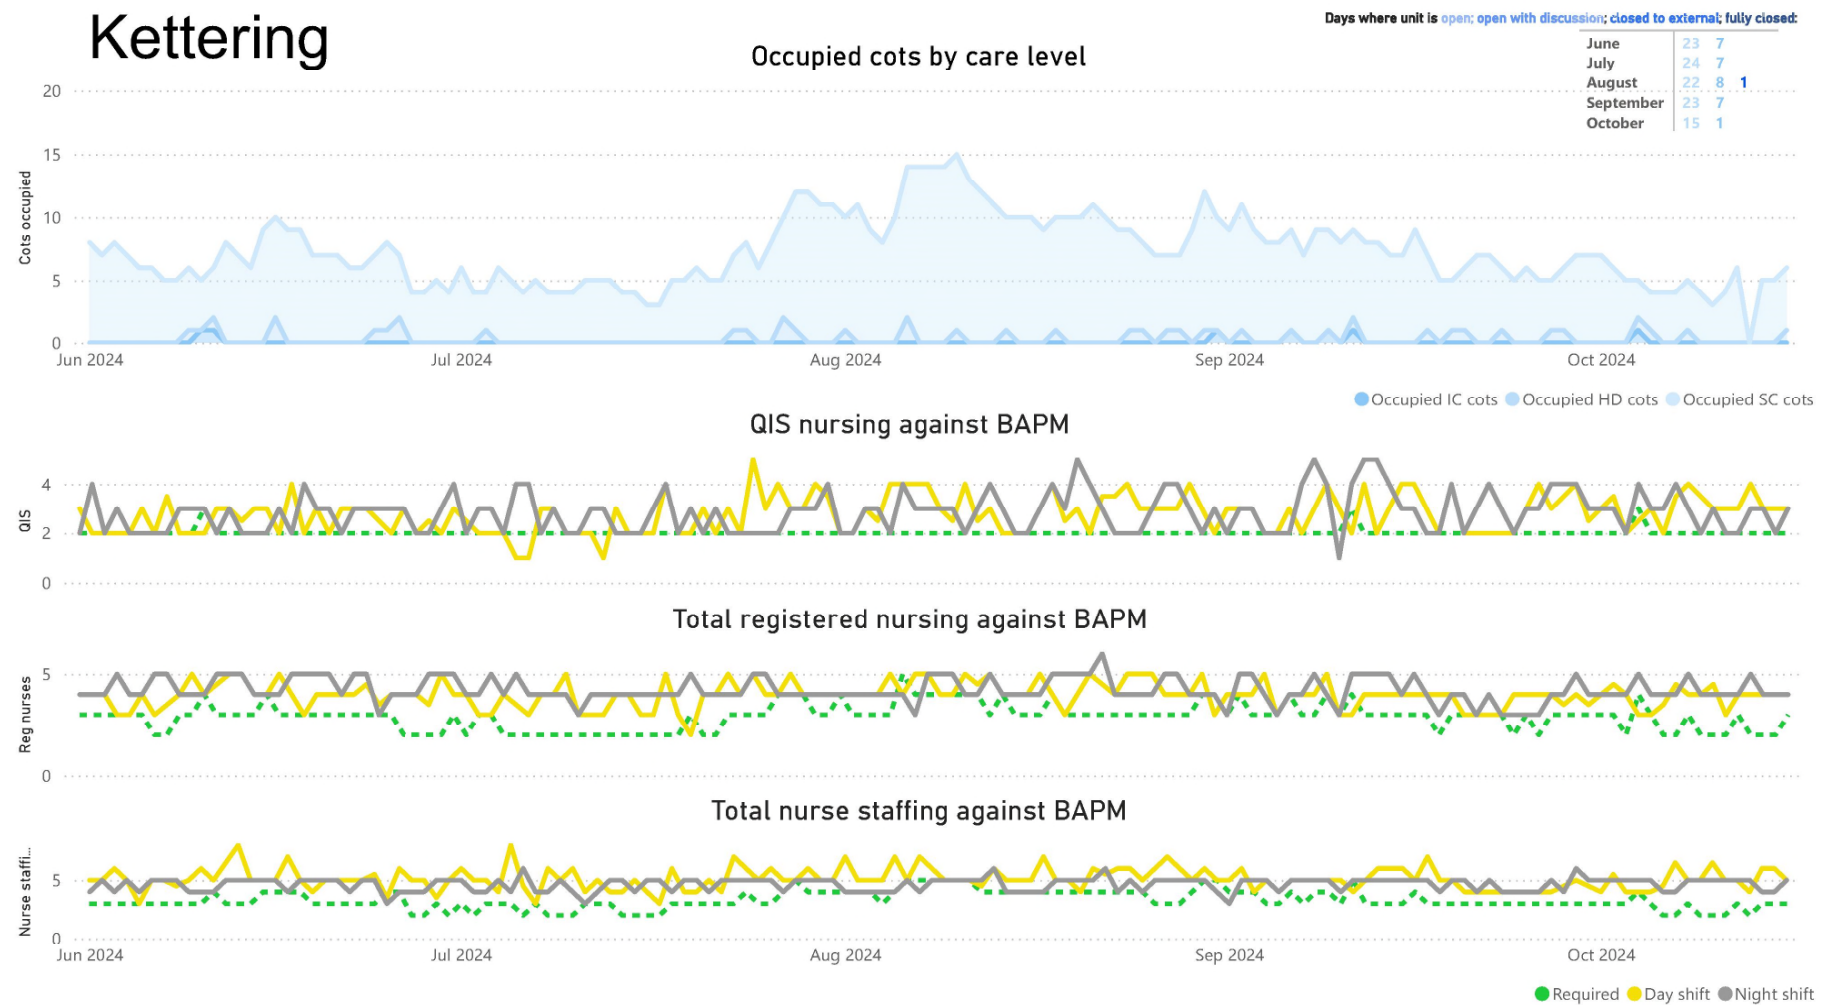 Kettering
Days where unit is open; open with discussion; closed to external; fully closed:
June 23 7
July 24 7
August 22 8 1
September 23 7
October 15 1
Occupied cots by care level
Cots occupied
20
15
10
5
0
Jun 2024 Jul 2024 Aug 2024 Sep 2024 Oct 2024
Occupied IC cots Occupied HD cots Occupied SC cots
QIS nursing against BAPM
QIS
4
2
0
Total registered nursing against BAPM
Reg nurses
5
0
Total nurse staffing against BAPM
Nurse staffi...
5
0
Jun 2024 Jul 2024 Aug 2024 Sep 2024 Oct 2024
Required Day shift Night shift